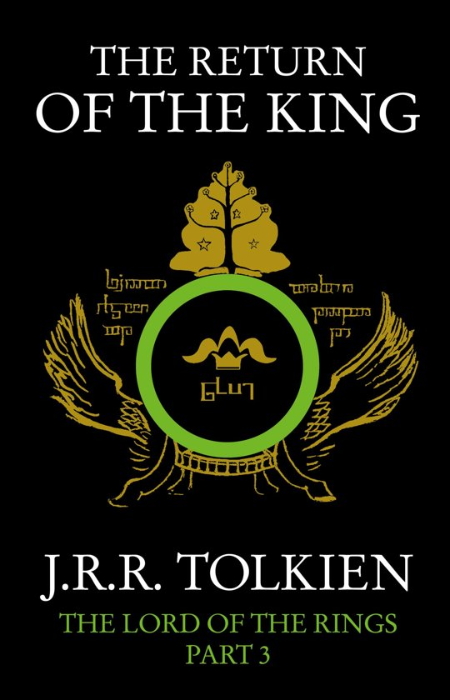 THE RETURN
OF THE KING
J.R.R. TOLKIEN
THE LORD OF THE RINGS
PART 3